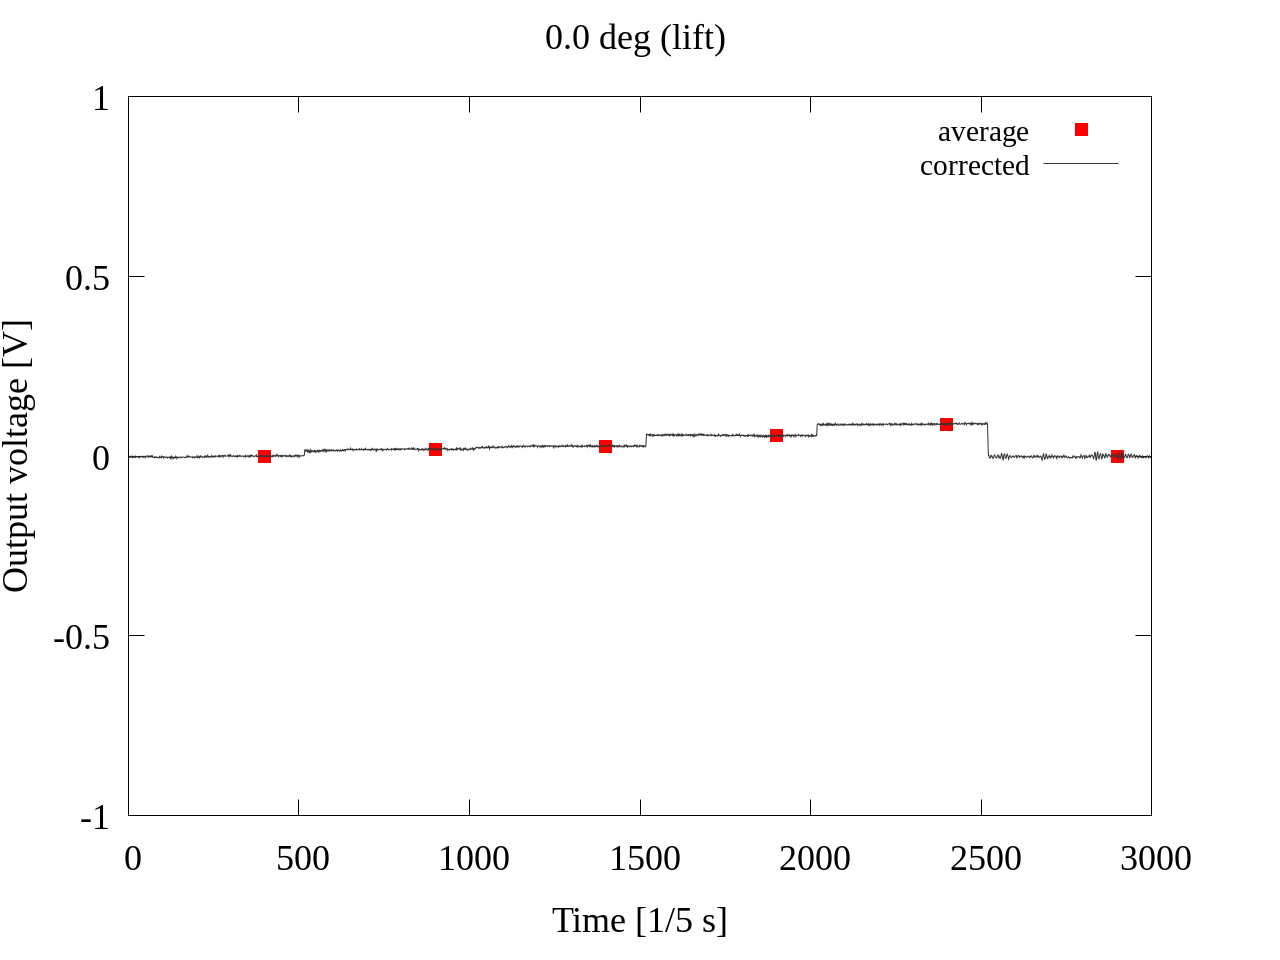 0.0 deg (lift)
1
0.5
0
-0.5
-1
Output voltage [V]
average
corrected
0 500 1000 1500 2000 2500 3000
Time [1/5 s]